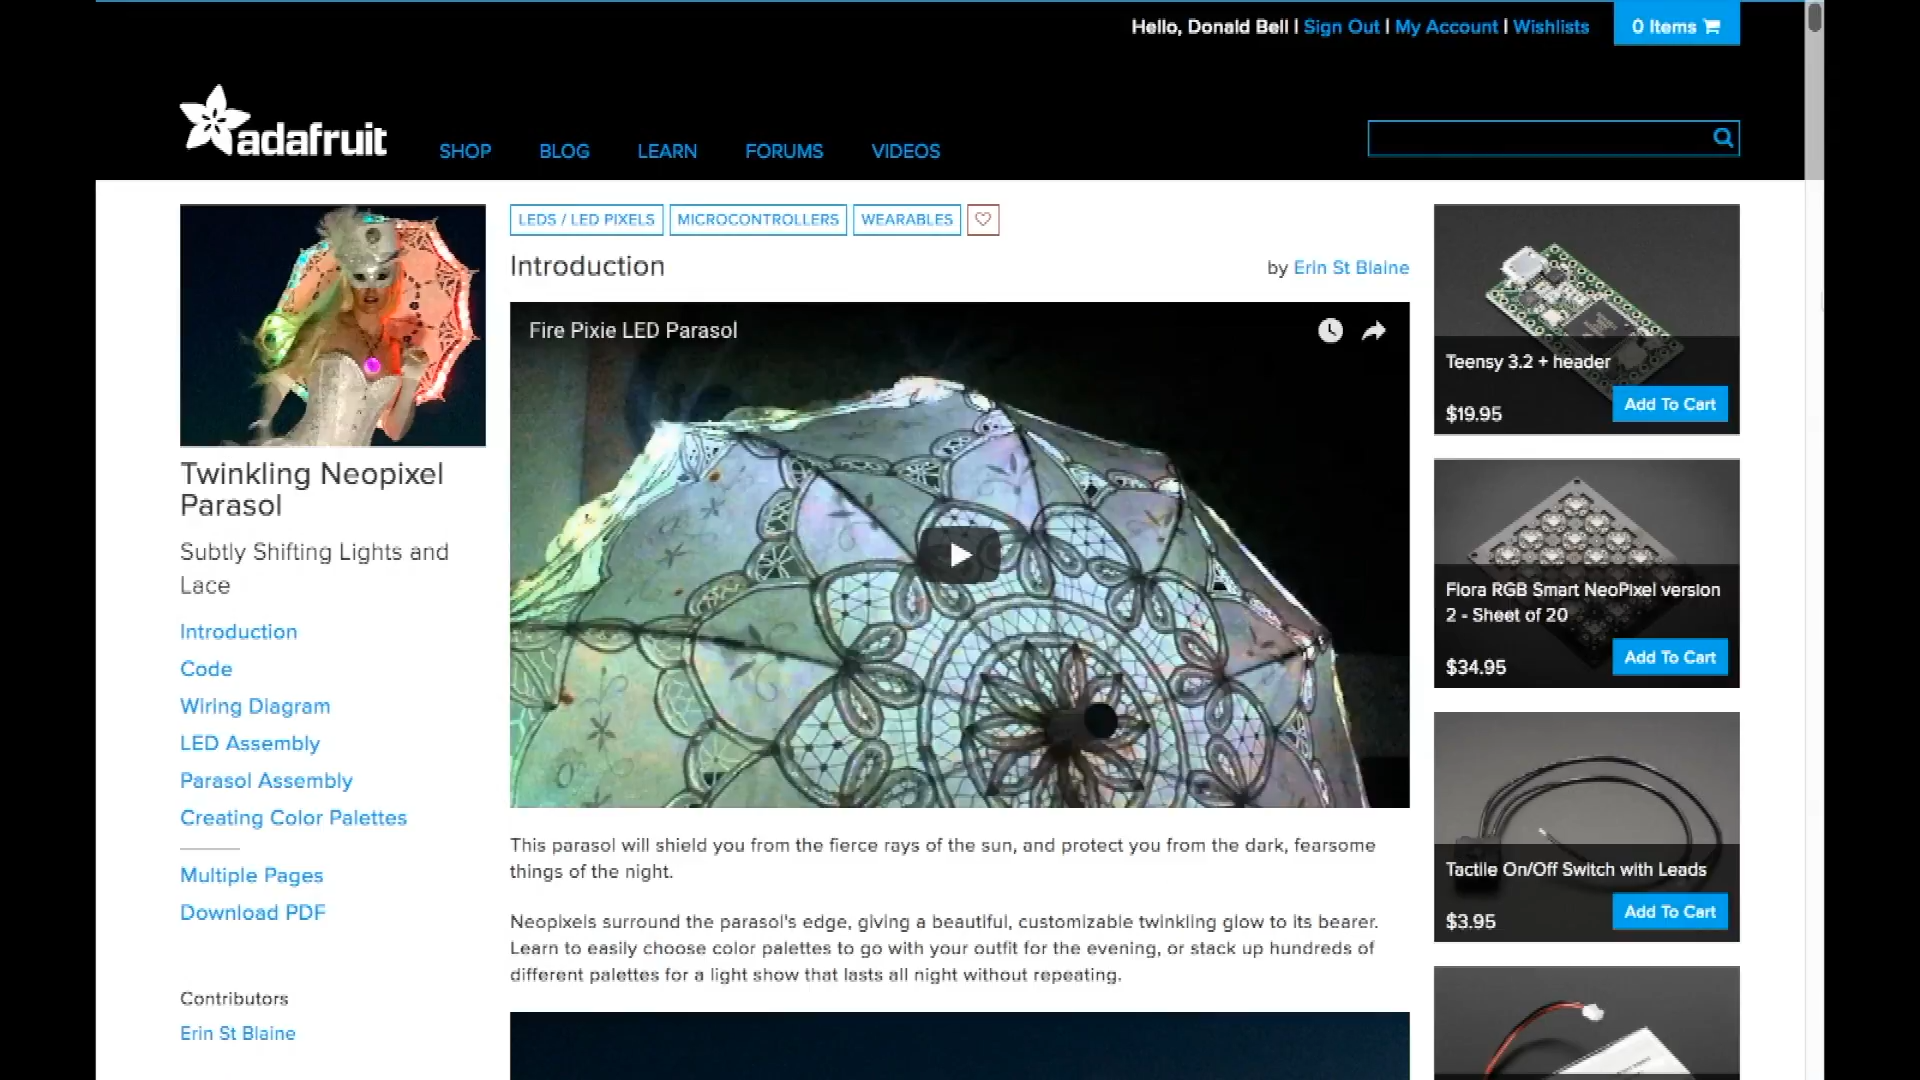 Hello, Donald Bell | Sign Out | My Account | Wishlists
0 Items
adafruit
SHOP
BLOG
LEARN
FORUMS
VIDEOS
LEDS / LED PIXELS
MICROCONTROLLERS
WEARABLES
Introduction
by Erin St Blaine
Fire Pixie LED Parasol
Twinkling Neopixel
Parasol
Subtly Shifting Lights and
Lace
Introduction
Code
Wiring Diagram
LED Assembly
Parasol Assembly
Creating Color Palettes
Multiple Pages
Download PDF
Contributors
Erin St Blaine
This parasol will shield you from the fierce rays of the sun, and protect you from the dark, fearsome
things of the night.
Neopixels surround the parasol's edge, giving a beautiful, customizable twinkling glow to its bearer.
Learn to easily choose color palettes to go with your outfit for the evening, or stack up hundreds of
different palettes for a light show that lasts all night without repeating.
Teensy 3.2 + header
$19.95
Add To Cart
Flora RGB Smart NeoPixel version
2 - Sheet of 20
$34.95
Add To Cart
Tactile On/Off Switch with Leads
$3.95
Add To Cart